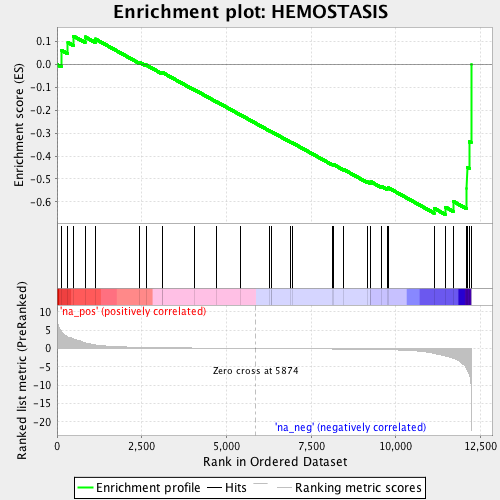 Enrichment plot: HEMOSTASIS
Enrichment score (ES)
0.1
0.0
-0.1
-0.2
-0.3
-0.4
-0.5
-0.6
'na_pos' (positively correlated)
Ranked list metric (PreRanked)
10
5
0
-5
-10
-15
-20
Zero cross at 5874
'na_neg' (negatively correlated)
0
2,500
5,000
7,500
10,000
12,500
Rank in Ordered Dataset
Enrichment profile
Hits
Ranking metric scores